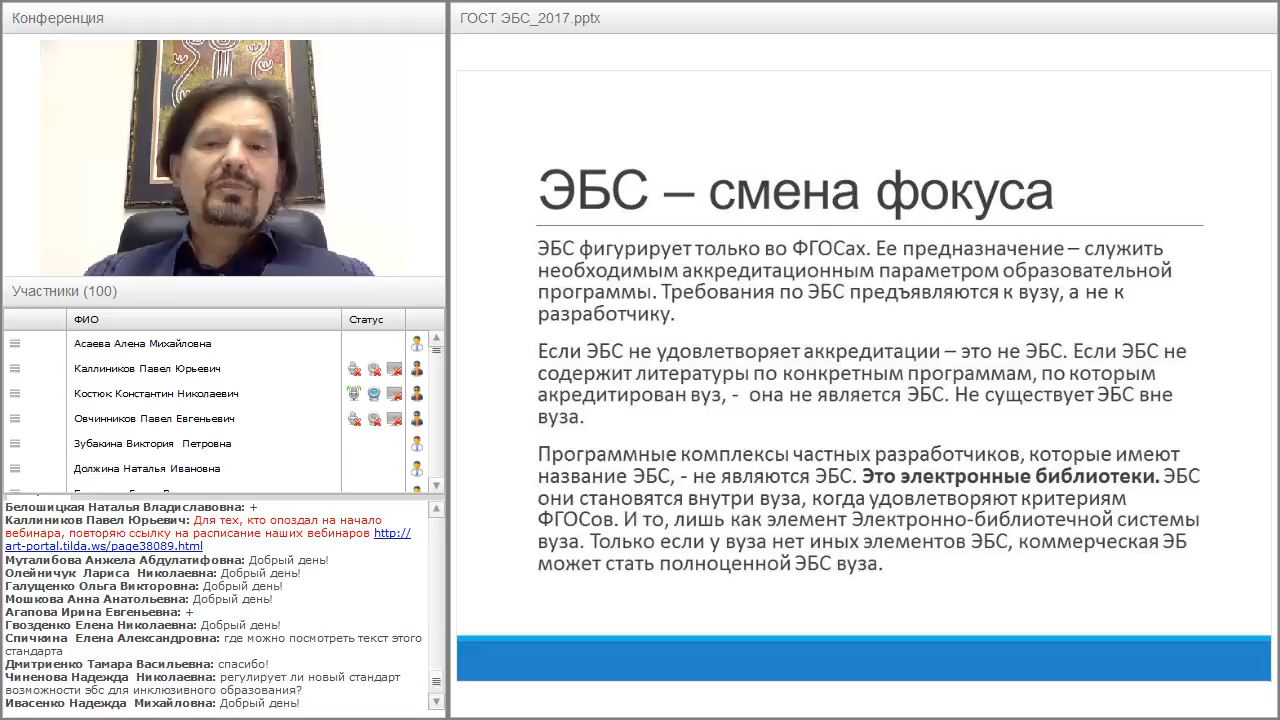 Конференция
Участники (100)
ФИО
Статус
Асаева Алена Михайловна
Каллиников Павел Юрьевич
Костюк Константин Николаевич
Овчинников Павел Евгеньевич
Зубакина Виктория Петровна
Должина Наталья Ивановна
Белошицкая Наталья Владиславовна: +
Каллиников Павел Юрьевич: Для тех, кто опоздал на начало
вебинара, повторяю ссылку на расписание наших вебинаров http://
art-portal.tilda.ws/page38089.html
Муталибова Анжела Абдулатифовна: Добрый день!
Олейничук Лариса Николаевна: Добрый день!
Галущенко Ольга Викторовна: Добрый день!
Мошкова Анна Анатольевна: Добрый день!
Агапова Ирина Евгеньевна: +
Гвозденко Елена Николаевна: Добрый день!
Спичкина Елена Александровна: где можно посмотреть текст этого
стандарта
Дмитриенко Тамара Васильевна: спасибо!
Чиненова Надежда Николаевна: регулирует ли новый стандарт
возможности эбс для инклюзивного образования?
Ивасенко Надежда Михайловна: Добрый день!
ГОСТ ЭБС_2017.pptx
ЭБС – смена фокуса
ЭБС фигурирует только во ФГОСах. Ее предназначение – служить
необходимым аккредитационным параметром образовательной
программы. Требования по ЭБС предъявляются к вузу, а не к
разработчику.
Если ЭБС не удовлетворяет аккредитации – это не ЭБС. Если ЭБС не
содержит литературы по конкретным программам, по которым
акредитирован вуз, - она не является ЭБС. Не существует ЭБС вне
вуза.
Программные комплексы частных разработчиков, которые имеют
название ЭБС, - не являются ЭБС. Это электронные библиотеки. ЭБС
они становятся внутри вуза, когда удовлетворяют критериям
ФГОСов. И то, лишь как элемент Электронно-библиотечной системы
вуза. Только если у вуза нет иных элементов ЭБС, коммерческая ЭБ
может стать полноценной ЭБС вуза.